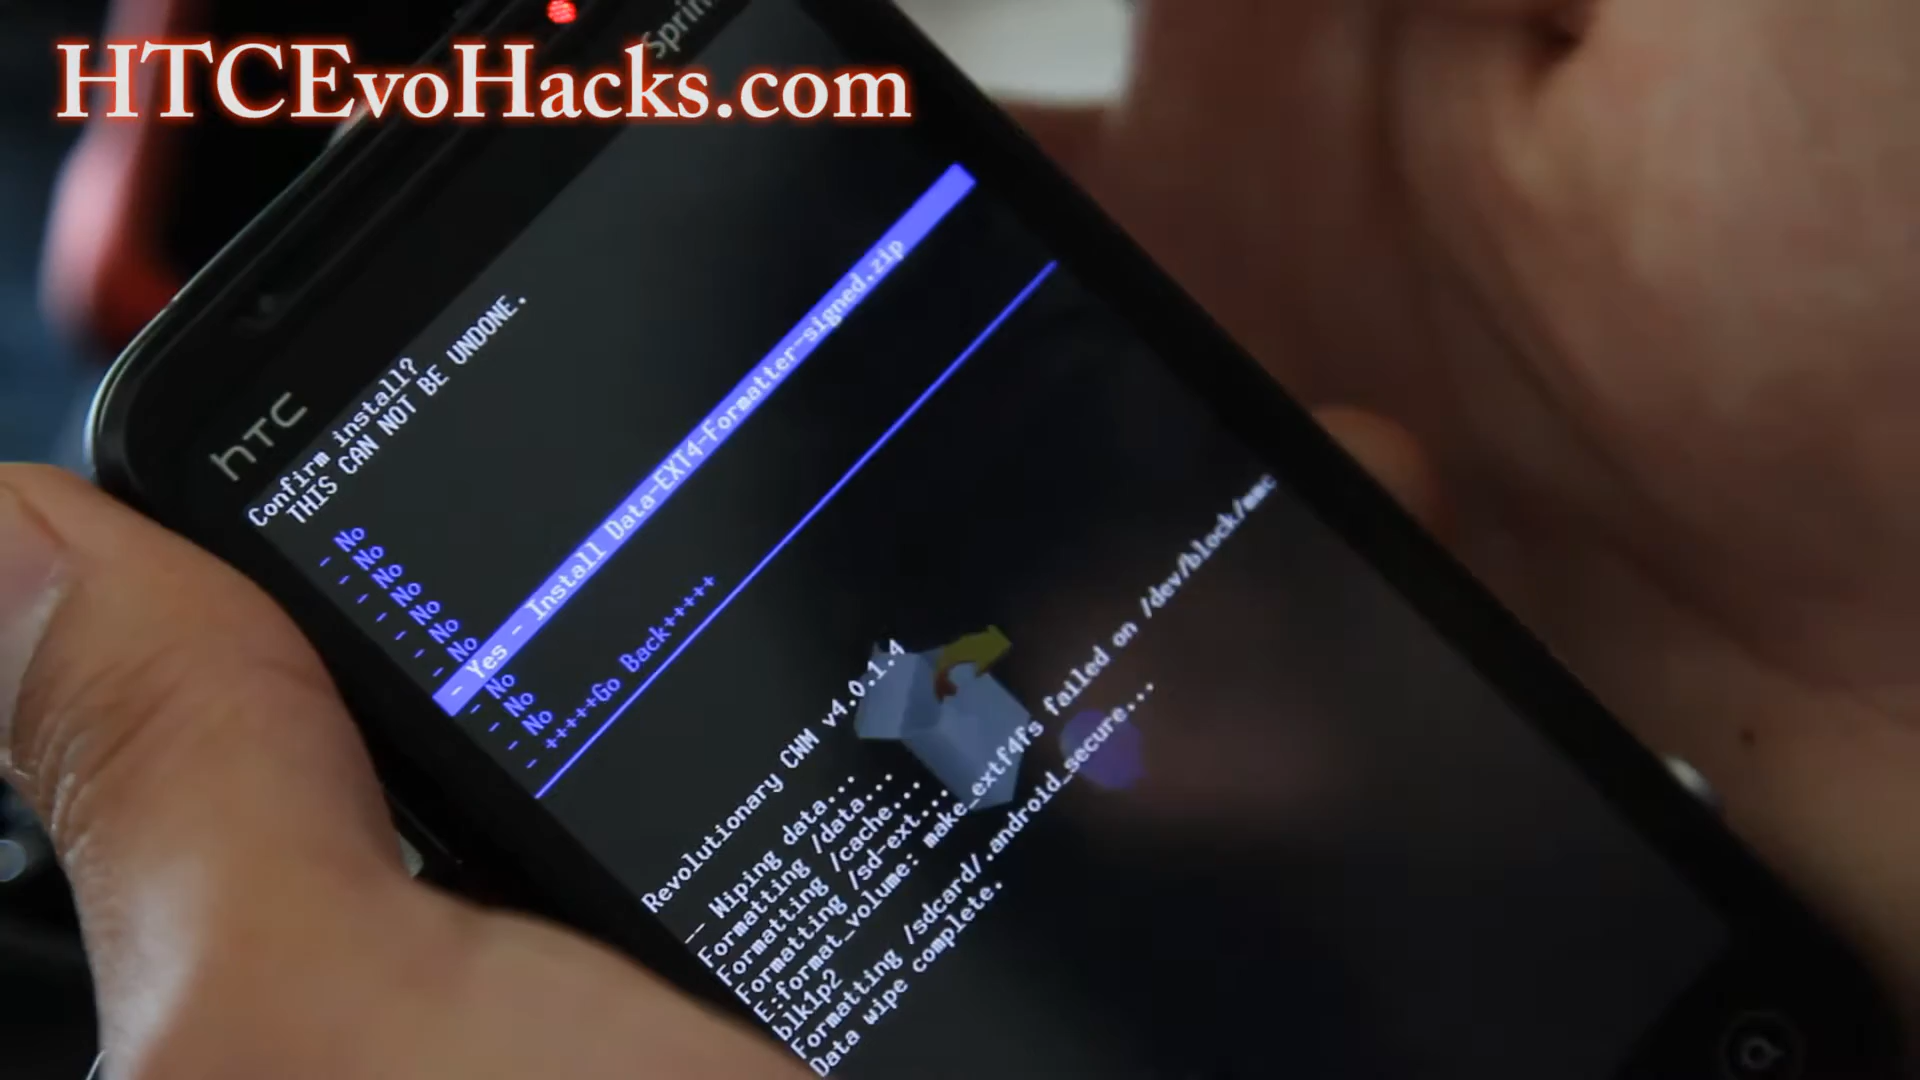 HTCEvoHacks.com
Sprin
hTC
Confirm install?
THIS CAN NOT BE UNDONE.
- No
- No
- No
- No
- No
- No
- No
- Yes - Install Data-EXT4-Formatter-signed.zip
- No
- No
- No
- +++++Go Back+++++
Revolutionary CWM v4.0.1.4
-- Wiping data...
Formatting /data...
Formatting /cache...
Formatting /sd-ext...
E:format_volume: make_extf4fs failed on /dev/block/mmc
blk1p2
Formatting /sdcard/.android_secure...
Data wipe complete.